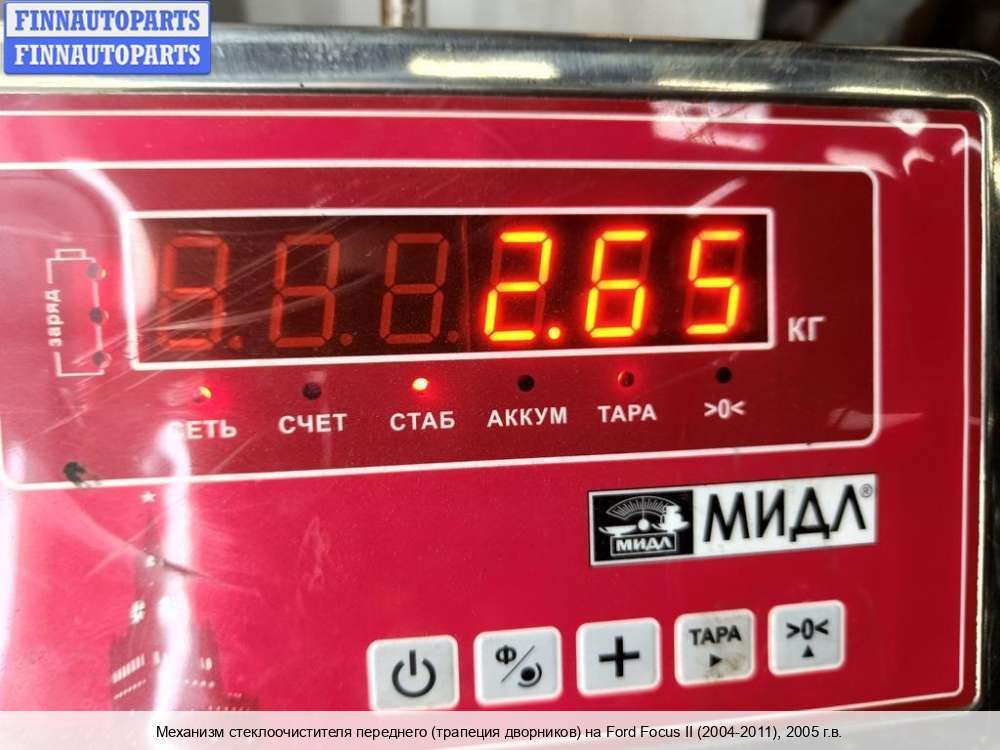 FINNAUTOPARTS
FINNAUTOPARTS
заряд
2.65
КГ
СЕТЬ СЧЕТ СТАБ АККУМ ТАРА >0<
МИДЛ МИДЛ®
Ф ТАРА >0<
Механизм стеклоочистителя переднего (трапеция дворников) на Ford Focus II (2004-2011), 2005 г.в.